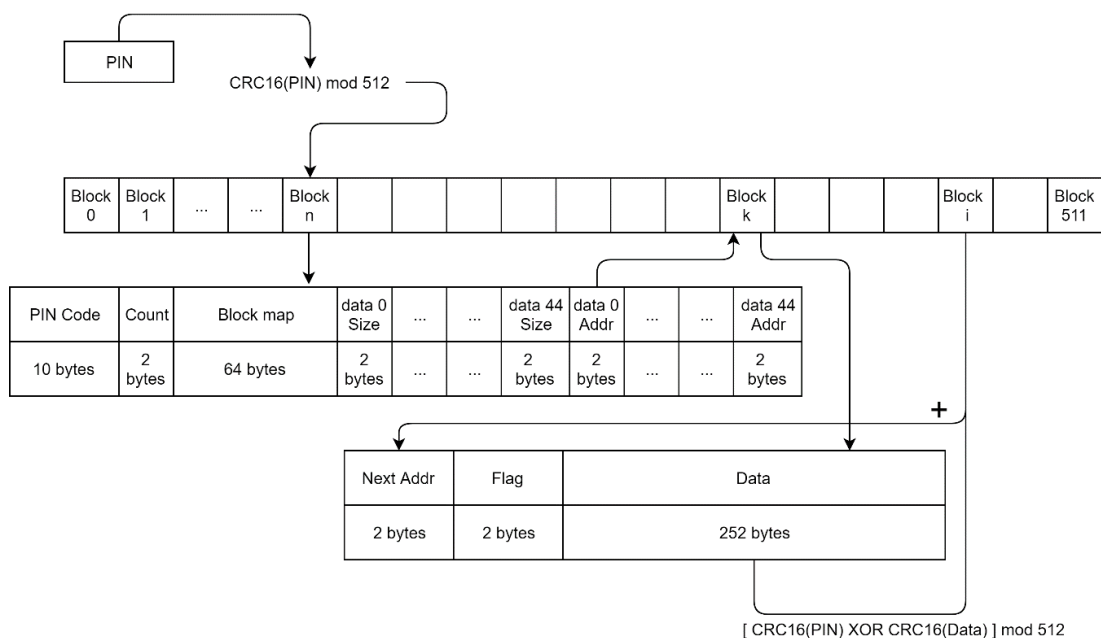 PIN
CRC16(PIN) mod 512
Block 0
Block 1
...
...
Block n
Block k
Block i
Block 511
PIN Code
Count
Block map
data 0 Size
...
...
data 44 Size
data 0 Addr
...
...
data 44 Addr
10 bytes
2 bytes
64 bytes
2 bytes
...
...
2 bytes
2 bytes
...
...
2 bytes
+
Next Addr
Flag
Data
2 bytes
2 bytes
252 bytes
[ CRC16(PIN) XOR CRC16(Data) ] mod 512